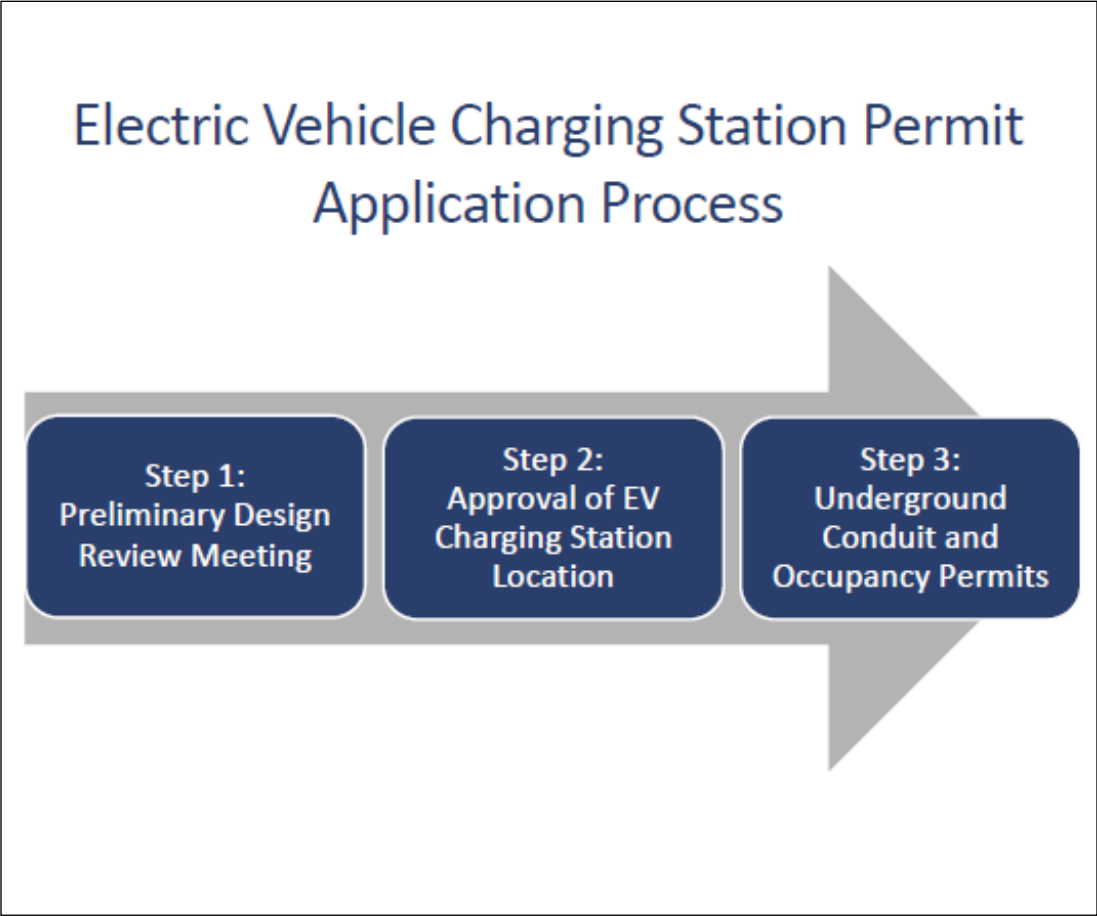 Electric Vehicle Charging Station Permit
Application Process
Step 1:
Preliminary Design
Review Meeting
Step 2:
Approval of EV
Charging Station
Location
Step 3:
Underground
Conduit and
Occupancy Permits